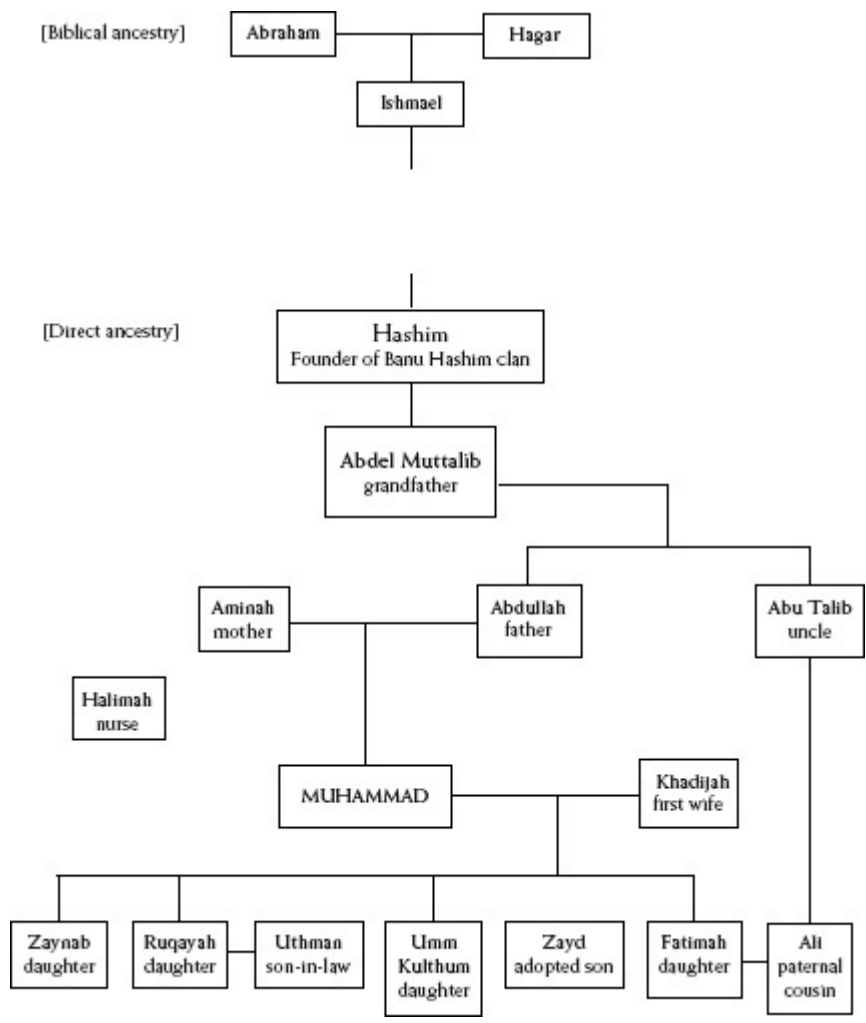 [Biblical ancestry]
Abraham
Hagar
Ishmael
[Direct ancestry]
Hashim
Founder of Banu Hashim clan
Abdel Muttalib
grandfather
Aminah
mother
Abdullah
father
Abu Talib
uncle
Halimah
nurse
MUHAMMAD
Khadijah
first wife
Zaynab
daughter
Ruqayah
daughter
Uthman
son-in-law
Umm
Kulthum
daughter
Zayd
adopted son
Fatimah
daughter
Ali
paternal
cousin